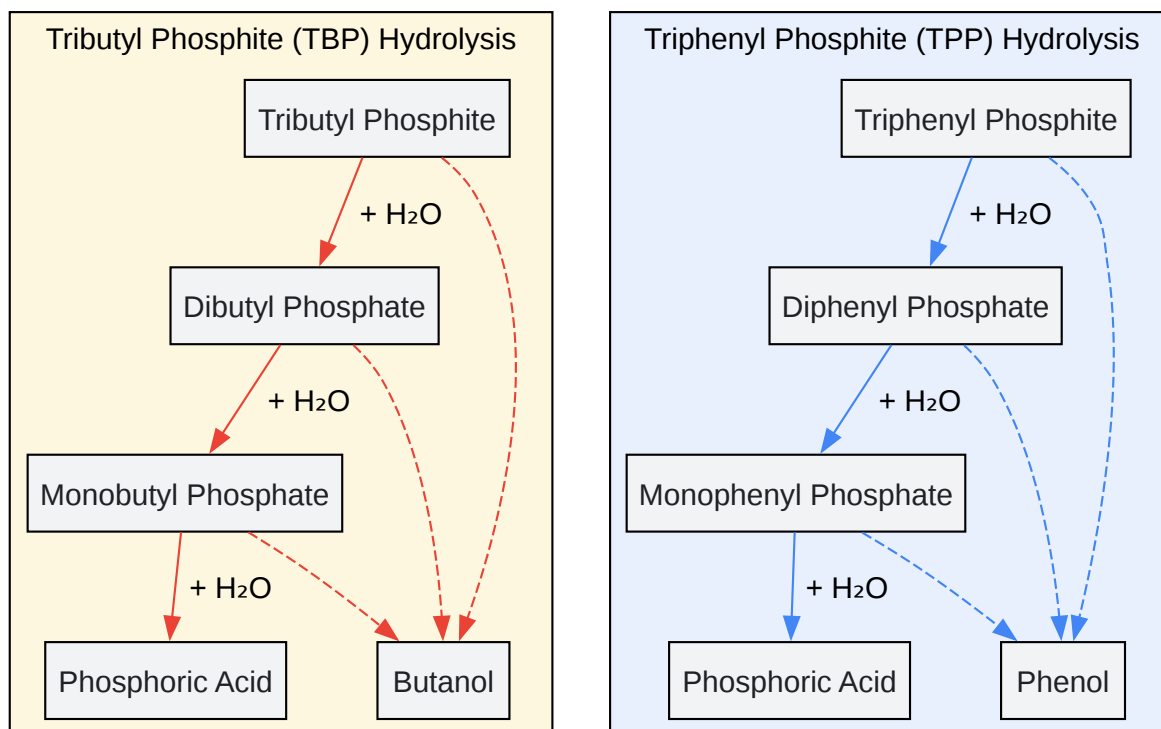 Tributyl Phosphite (TBP) Hydrolysis
Tributyl Phosphite
+ H₂O
Dibutyl Phosphate
+ H₂O
Monobutyl Phosphate
+ H₂O
Phosphoric Acid
Butanol
Triphenyl Phosphite (TPP) Hydrolysis
Triphenyl Phosphite
+ H₂O
Diphenyl Phosphate
+ H₂O
Monophenyl Phosphate
+ H₂O
Phosphoric Acid
Phenol